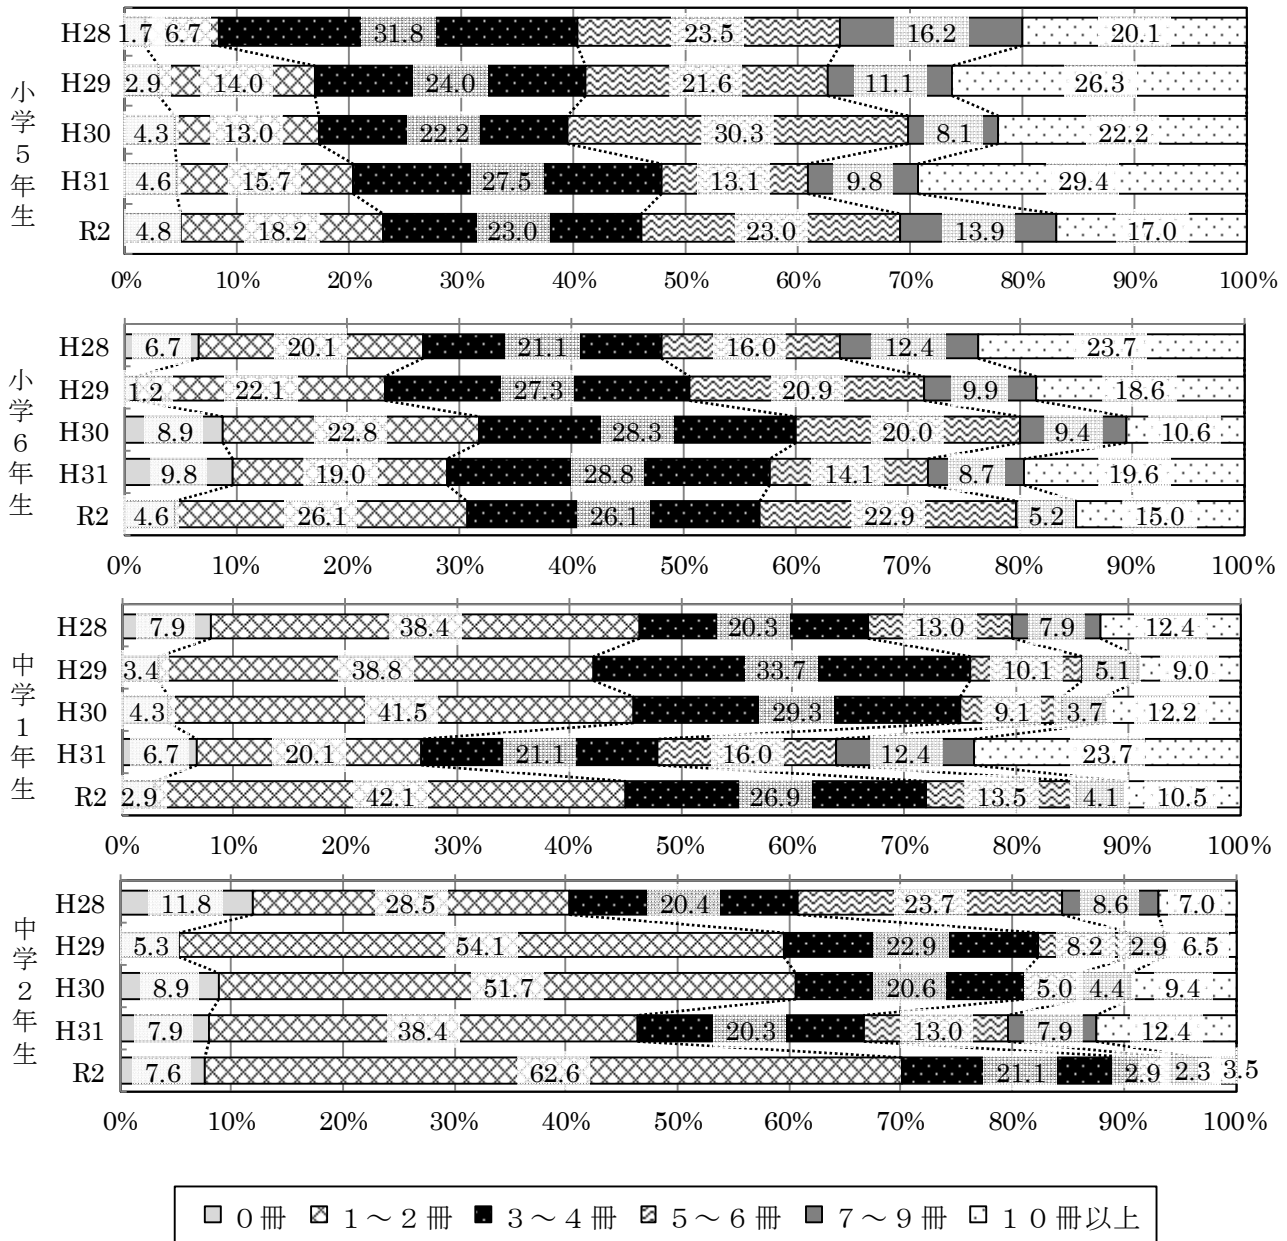 小学5年生
H28 1.7 6.7 31.8 23.5 16.2 20.1
H29 2.9 14.0 24.0 21.6 11.1 26.3
H30 4.3 13.0 22.2 30.3 8.1 22.2
H31 4.6 15.7 27.5 13.1 9.8 29.4
R2 4.8 18.2 23.0 23.0 13.9 17.0
0% 10% 20% 30% 40% 50% 60% 70% 80% 90% 100%
小学6年生
H28 6.7 20.1 21.1 16.0 12.4 23.7
H29 1.2 22.1 27.3 20.9 9.9 18.6
H30 8.9 22.8 28.3 20.0 9.4 10.6
H31 9.8 19.0 28.8 14.1 8.7 19.6
R2 4.6 26.1 26.1 22.9 5.2 15.0
0% 10% 20% 30% 40% 50% 60% 70% 80% 90% 100%
中学1年生
H28 7.9 38.4 20.3 13.0 7.9 12.4
H29 3.4 38.8 33.7 10.1 5.1 9.0
H30 4.3 41.5 29.3 9.1 3.7 12.2
H31 6.7 20.1 21.1 16.0 12.4 23.7
R2 2.9 42.1 26.9 13.5 4.1 10.5
0% 10% 20% 30% 40% 50% 60% 70% 80% 90% 100%
中学2年生
H28 11.8 28.5 20.4 23.7 8.6 7.0
H29 5.3 54.1 22.9 8.2 2.9 6.5
H30 8.9 51.7 20.6 5.0 4.4 9.4
H31 7.9 38.4 20.3 13.0 7.9 12.4
R2 7.6 62.6 21.1 2.9 2.3 3.5
0% 10% 20% 30% 40% 50% 60% 70% 80% 90% 100%
0冊 1～2冊 3～4冊 5～6冊 7～9冊 10冊以上